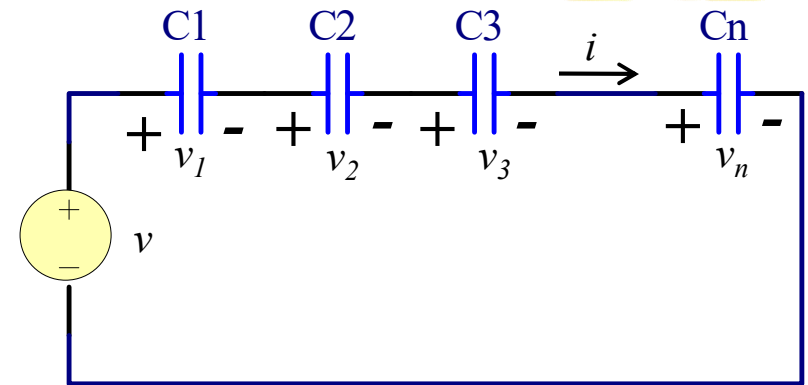 C1 C2 C3 Cn
i
+ - + - + - + -
v1 v2 v3 vn
+
v
−